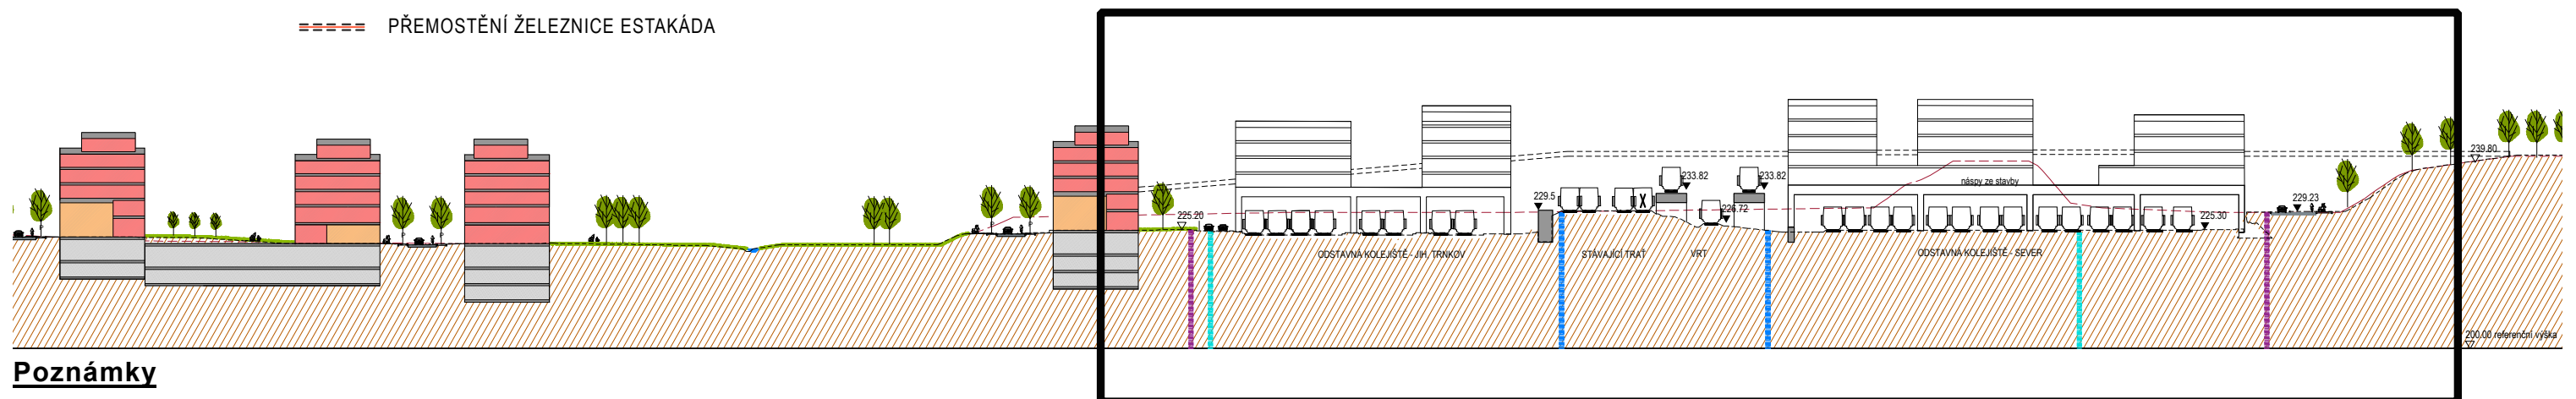 PŘEMOSTĚNÍ ŽELEZNICE ESTAKÁDA
239.80
233.82
233.82
náspy ze stavby
229.5
229.23
225.20
226.72
225.30
ODSTAVNÁ KOLEJIŠTĚ - JIH, TRNKOV
STÁVAJÍCÍ TRAŤ
VRT
ODSTAVNÁ KOLEJIŠTĚ - SEVER
X
200.00 referenční výška
Poznámky